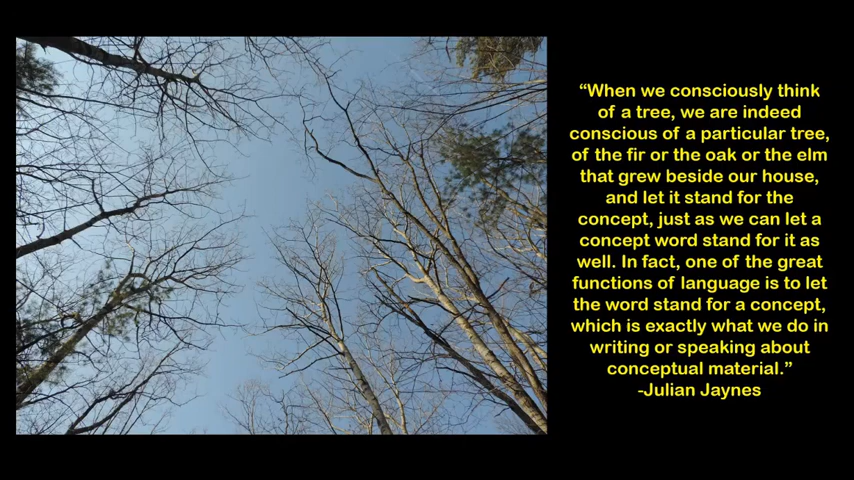 “When we consciously think
of a tree, we are indeed
conscious of a particular tree,
of the fir or the oak or the elm
that grew beside our house,
and let it stand for the
concept, just as we can let a
concept word stand for it as
well. In fact, one of the great
functions of language is to let
the word stand for a concept,
which is exactly what we do in
writing or speaking about
conceptual material.”
-Julian Jaynes